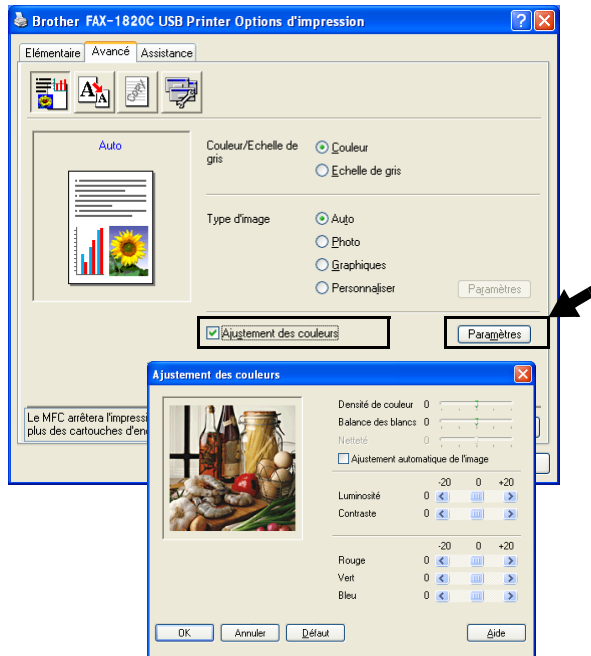 Brother FAX-1820C USB Printer Options d'impression
Elémentaire Avancé Assistance
Auto
Couleur/Echelle de gris
Couleur
Echelle de gris
Type d'image
Auto
Photo
Graphiques
Personnaliser
Paramètres
Ajustement des couleurs
Paramètres
Le MFC arrêtera l'impressi
plus des cartouches d'en
Ajustement des couleurs
Densité de couleur 0
Balance des blancs 0
Netteté 0
Ajustement automatique de l'image
-20 0 +20
Luminosité 0
Contraste 0
-20 0 +20
Rouge 0
Vert 0
Bleu 0
OK Annuler Défaut Aide